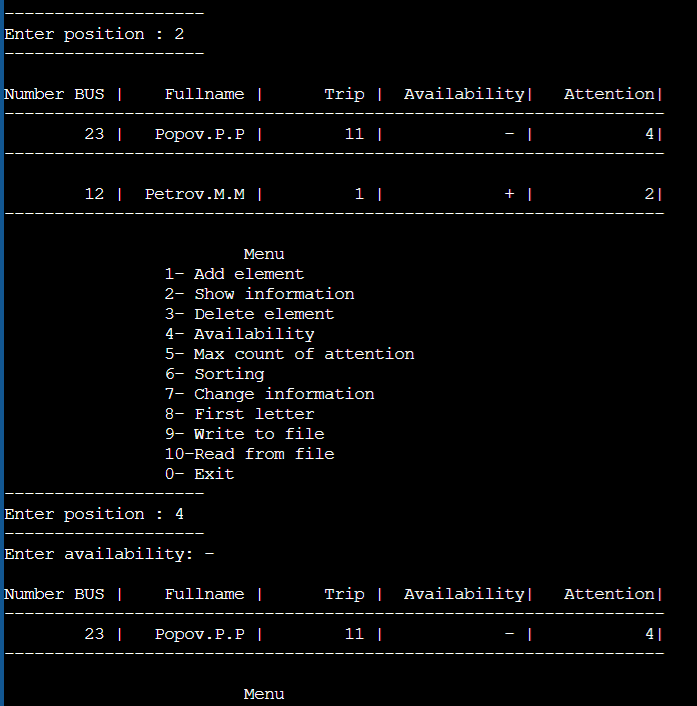 --------------------
Enter position : 2
--------------------
Number BUS |    Fullname |      Trip |  Availability|   Attention|
------------------------------------------------------------------
        23 |   Popov.P.P |        11 |            - |           4|
------------------------------------------------------------------
        12 |  Petrov.M.M |         1 |            + |           2|
------------------------------------------------------------------
                        Menu
                1- Add element
                2- Show information
                3- Delete element
                4- Availability
                5- Max count of attention
                6- Sorting
                7- Change information
                8- First letter
                9- Write to file
                10-Read from file
                0- Exit
--------------------
Enter position : 4
--------------------
Enter availability: -
Number BUS |    Fullname |      Trip |  Availability|   Attention|
------------------------------------------------------------------
        23 |   Popov.P.P |        11 |            - |           4|
------------------------------------------------------------------
                        Menu